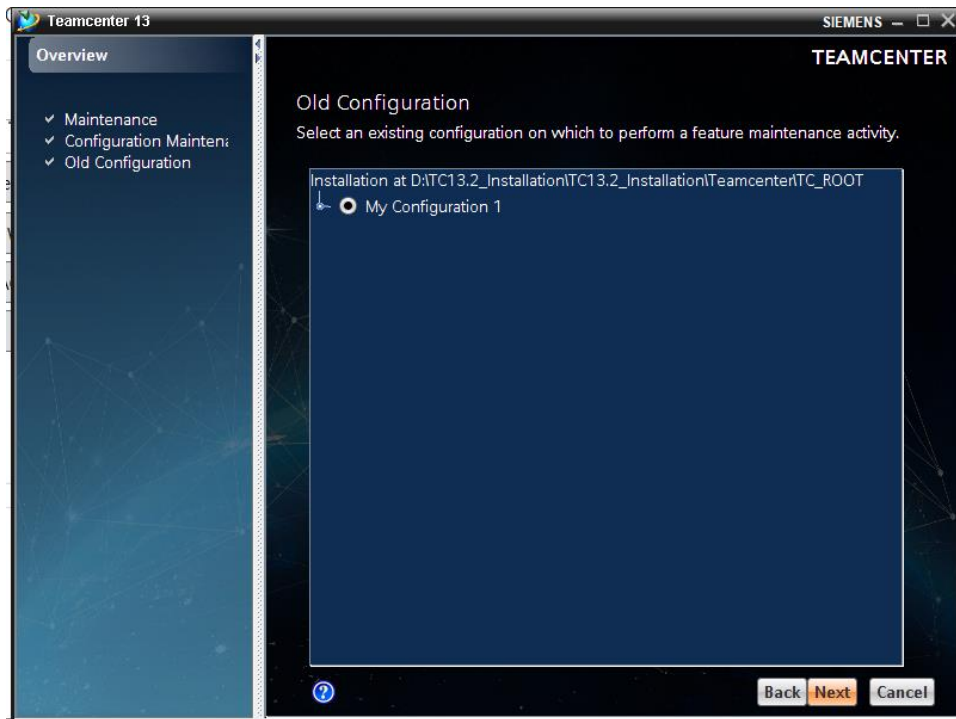 Teamcenter 13
SIEMENS
Overview
TEAMCENTER
Maintenance
Configuration Mainten
Old Configuration
Old Configuration
Select an existing configuration on which to perform a feature maintenance activity.
Installation at D:\TC13.2_Installation\TC13.2_Installation\Teamcenter\TC_ROOT
My Configuration 1
Back Next Cancel